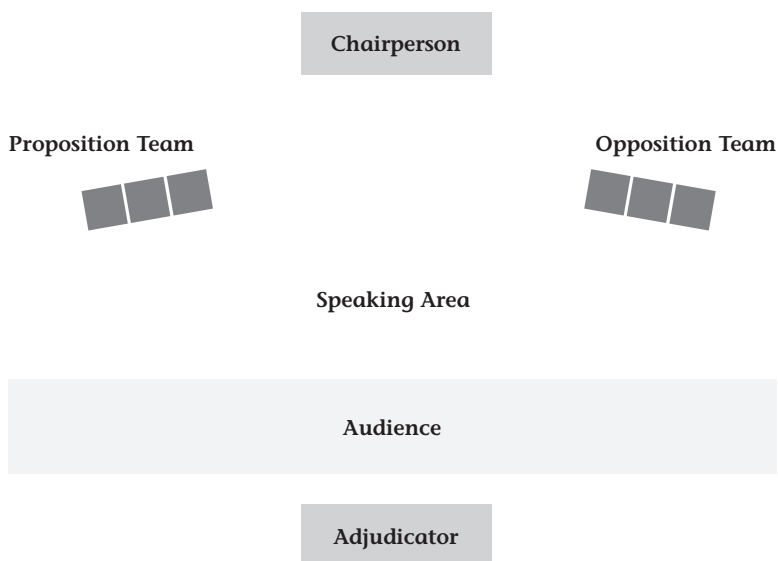 Chairperson
Proposition Team
Opposition Team
Speaking Area
Audience
Adjudicator